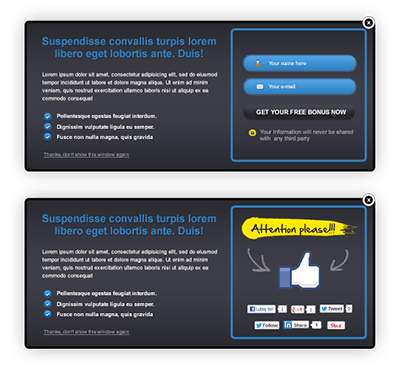 x
Suspendisse convallis turpis lorem
libero eget lobortis ante. Duis!
Lorem ipsum dolor sit amet, consectetur adipisicing elit, sed do eiusmod
tempor incididunt ut labore et dolore magna aliqua. Ut enim ad minim
veniam, quis nostrud exercitation ullamco laboris nisi ut aliquip ex ea
commodo consequat
Pellentesque egestas feugiat interdum.
Dignissim vulputate ligula eu semper.
Fusce non nulla magna, quis gravida
Thanks, don't show this window again
Your name here
Your e-mail
GET YOUR FREE BONUS NOW
Your Information will never be shared
with any third party
x
Suspendisse convallis turpis lorem
libero eget lobortis ante. Duis!
Lorem ipsum dolor sit amet, consectetur adipisicing elit, sed do eiusmod
tempor incididunt ut labore et dolore magna aliqua. Ut enim ad minim
veniam, quis nostrud exercitation ullamco laboris nisi ut aliquip ex ea
commodo consequat
Pellentesque egestas feugiat interdum.
Dignissim vulputate ligula eu semper.
Fusce non nulla magna, quis gravida
Thanks, don't show this window again
Attention please!!!
Tweet
Follow
Share
Pin it